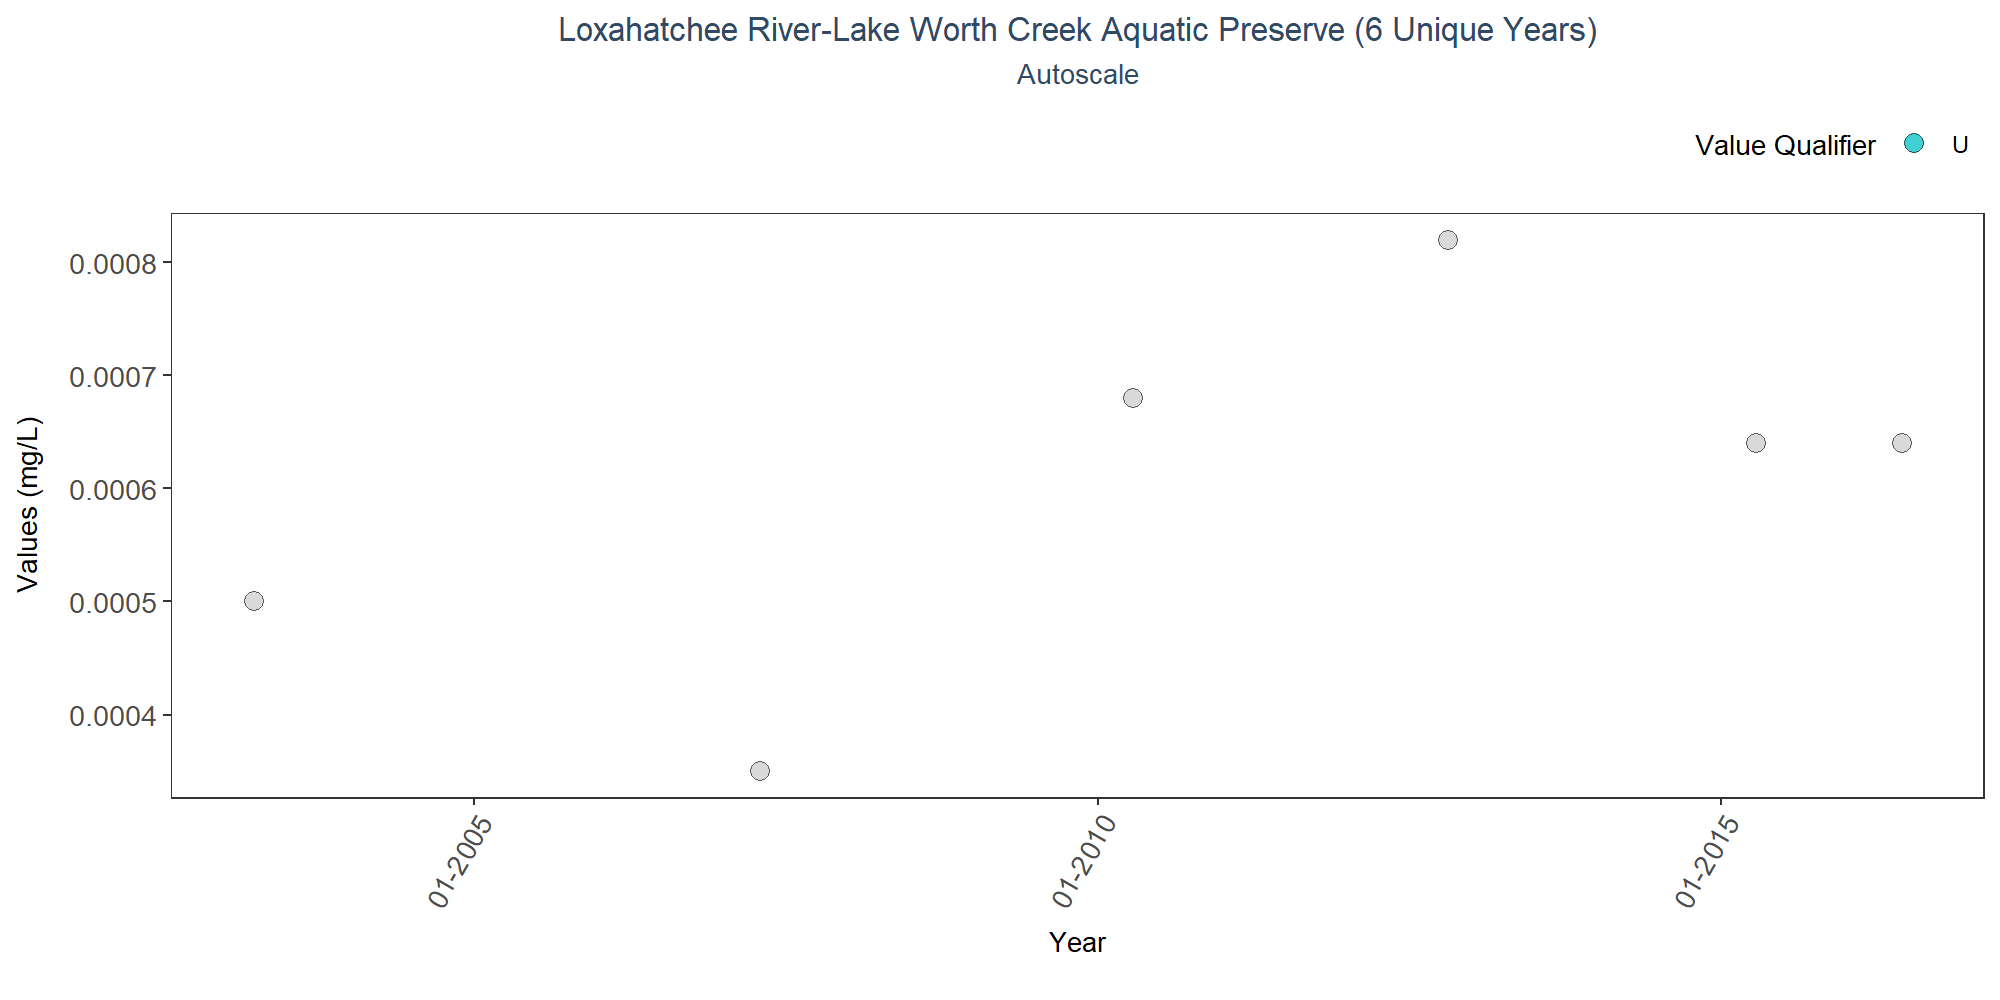 Loxahatchee River-Lake Worth Creek Aquatic Preserve (6 Unique Years)
Autoscale
Value Qualifier U
0.0008
0.0007
0.0006
0.0005
0.0004
Values (mg/L)
01-2005
01-2010
01-2015
Year